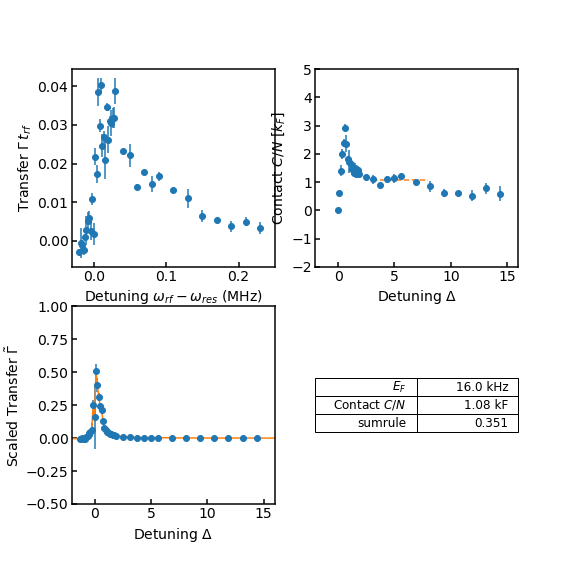 0.04
0.03
0.02
0.01
0.00
Transfer Γ t_rf
0.0 0.1 0.2
Detuning ω_rf − ω_res (MHz)
5
4
3
2
1
0
−1
−2
Contact C/N [k_F]
0 5 10 15
Detuning Δ
1.00
0.75
0.50
0.25
0.00
−0.25
−0.50
Scaled Transfer Γ̃
0 5 10 15
Detuning Δ
E_F 16.0 kHz
Contact C/N 1.08 kF
sumrule 0.351